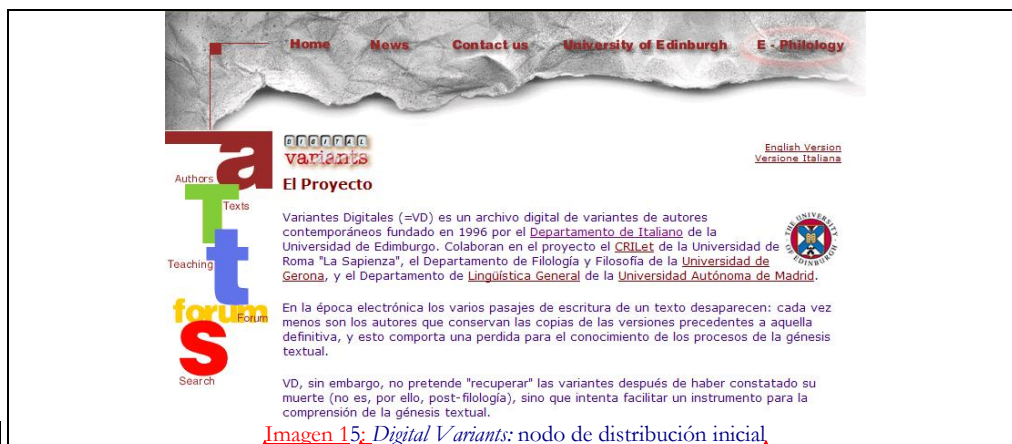 Home News Contact us University of Edinburgh E - Philology
DIGITAL
variants
English Version
Versione Italiana
El Proyecto
a
Authors
T
Texts
Teaching
t
forum
Forum
s
Search
Variantes Digitales (=VD) es un archivo digital de variantes de autores
contemporáneos fundado en 1996 por el Departamento de Italiano de la
Universidad de Edimburgo. Colaboran en el proyecto el CRILet de la Universidad de
Roma "La Sapienza", el Departamento de Filología y Filosofía de la Universidad de
Gerona, y el Departamento de Lingüística General de la Universidad Autónoma de Madrid.
THE UNIVERSITY
OF EDINBURGH
En la época electrónica los varios pasajes de escritura de un texto desaparecen: cada vez
menos son los autores que conservan las copias de las versiones precedentes a aquella
definitiva, y esto comporta una perdida para el conocimiento de los procesos de la génesis
textual.
VD, sin embargo, no pretende "recuperar" las variantes después de haber constatado su
muerte (no es, por ello, post-filología), sino que intenta facilitar un instrumento para la
comprensión de la génesis textual.
Imagen 15: Digital Variants: nodo de distribución inicial